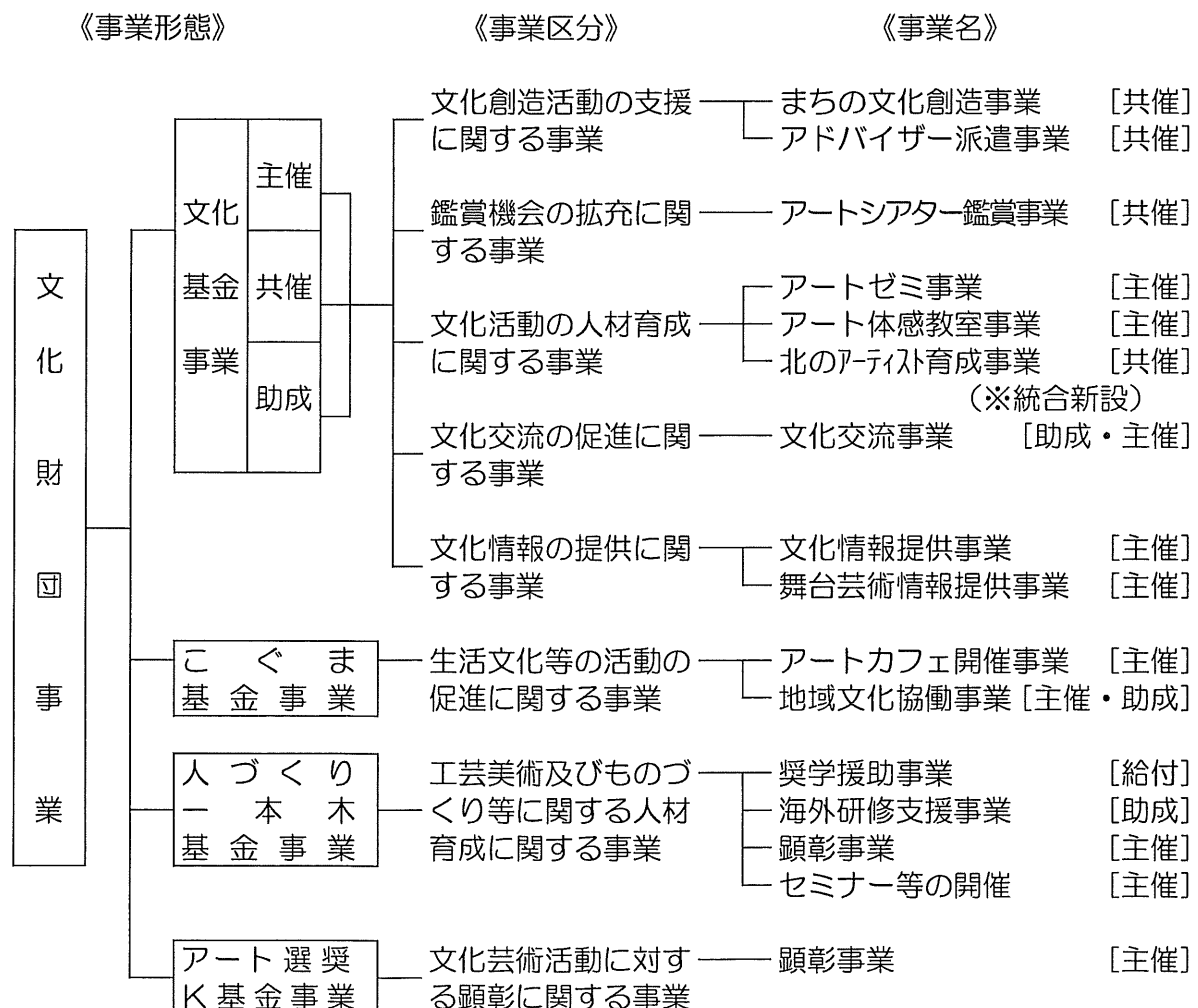 《事業形態》 《事業区分》 《事業名》
文化財団事業
文化基金事業
主催
共催
助成
文化創造活動の支援
に関する事業
まちの文化創造事業 [共催]
アドバイザー派遣事業 [共催]
鑑賞機会の拡充に関
する事業
アートシアター鑑賞事業 [共催]
文化活動の人材育成
に関する事業
アートゼミ事業 [主催]
アート体感教室事業 [主催]
北のアーティスト育成事業 [共催]
(※統合新設)
文化交流の促進に関
する事業
文化交流事業 [助成・主催]
文化情報の提供に関
する事業
文化情報提供事業 [主催]
舞台芸術情報提供事業 [主催]
こぐま
基金事業
生活文化等の活動の
促進に関する事業
アートカフェ開催事業 [主催]
地域文化協働事業 [主催・助成]
人づくり
一本木
基金事業
工芸美術及びものづ
くり等に関する人材
育成に関する事業
奨学援助事業 [給付]
海外研修支援事業 [助成]
顕彰事業 [主催]
セミナー等の開催 [主催]
アート選奨
K基金事業
文化芸術活動に対す
る顕彰に関する事業
顕彰事業 [主催]